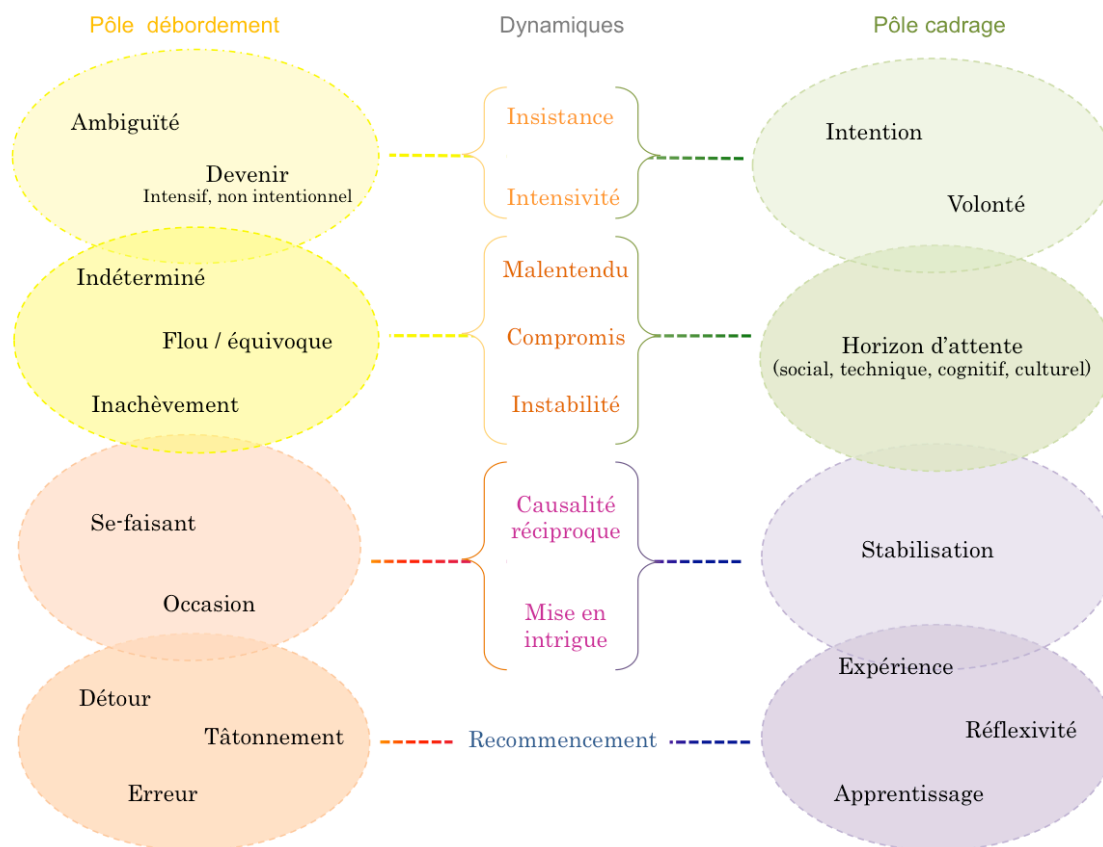 Pôle débordement
Dynamiques
Pôle cadrage
Ambiguïté
Devenir
Intensif, non intentionnel
Insistance
Intensivité
Intention
Volonté
Indéterminé
Flou / équivoque
Inachèvement
Malentendu
Compromis
Instabilité
Horizon d'attente
(social, technique, cognitif, culturel)
Se-faisant
Occasion
Causalité
réciproque
Mise en
intrigue
Stabilisation
Détour
Tâtonnement
Erreur
Recommencement
Expérience
Réflexivité
Apprentissage